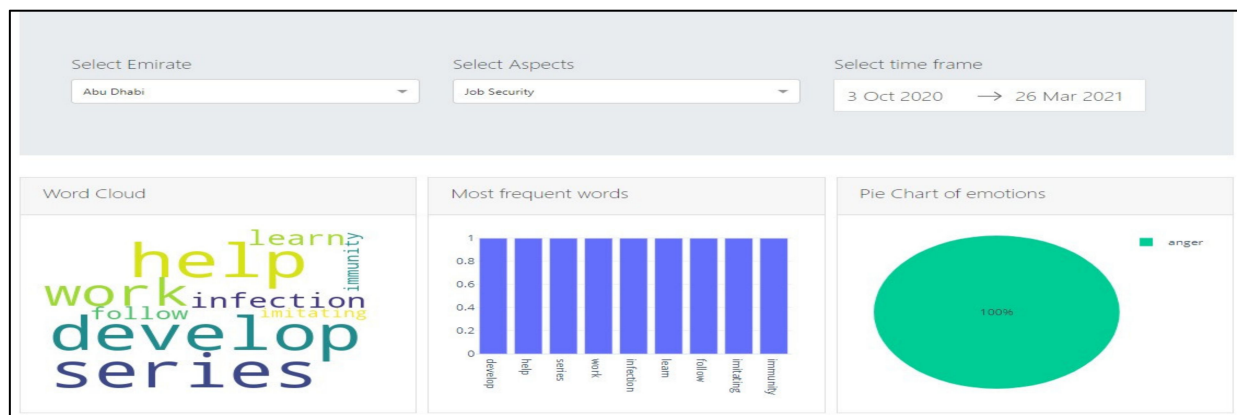 Select Emirate
Select Aspects
Select time frame
Abu Dhabi
Job Security
3 Oct 2020 → 26 Mar 2021
Word Cloud
Most frequent words
Pie Chart of emotions
learn
immunity
help
work
infection
follow
imitating
develop
series
1
0.8
0.6
0.4
0.2
0
develop
help
series
work
infection
learn
follow
imitating
immunity
anger
100%